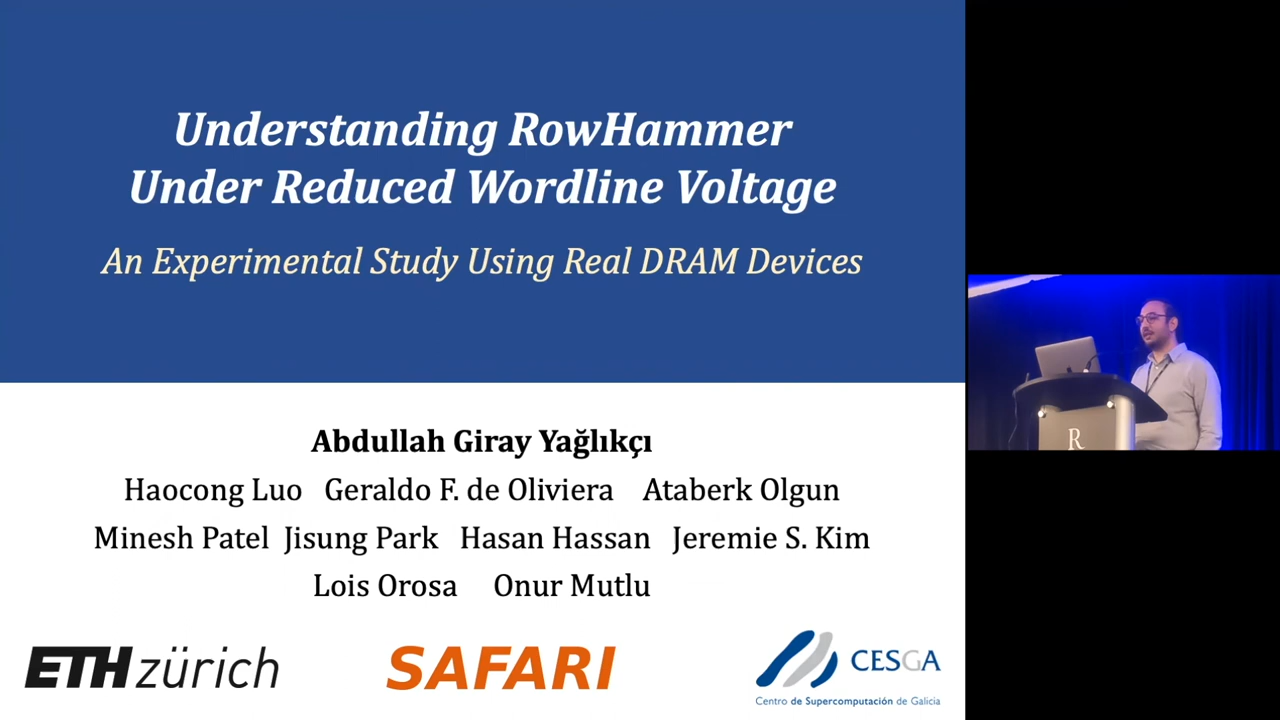 Understanding RowHammer
Under Reduced Wordline Voltage
An Experimental Study Using Real DRAM Devices
Abdullah Giray Yağlıkçı
Haocong Luo Geraldo F. de Oliviera Ataberk Olgun
Minesh Patel Jisung Park Hasan Hassan Jeremie S. Kim
Lois Orosa Onur Mutlu
ETH zürich
SAFARI
CESGA
Centro de Supercomputación de Galicia
R